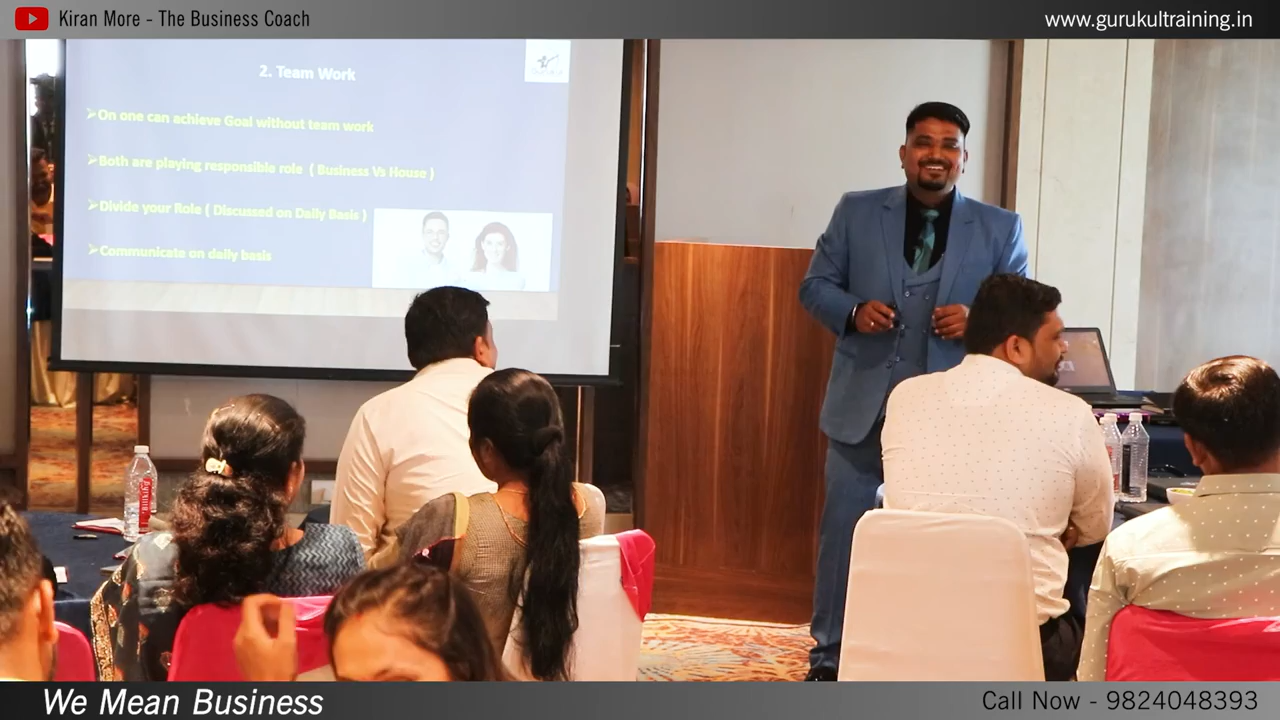 Kiran More - The Business Coach
www.gurukultraining.in
2. Team Work
➢On one can achieve Goal without team work
➢Both are playing responsible role ( Business Vs House )
➢Divide your Role ( Discussed on Daily Basis )
➢Communicate on daily basis
We Mean Business
Call Now - 9824048393